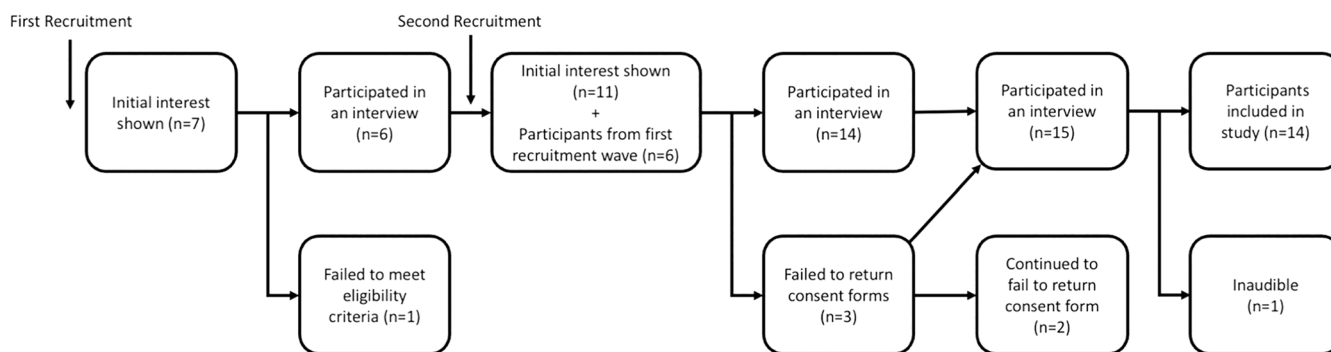 First Recruitment
Second Recruitment
Initial interest
shown (n=7)
Participated in
an interview
(n=6)
Initial interest shown
(n=11)
+
Participants from first
recruitment wave (n=6)
Participated in
an interview
(n=14)
Participated in
an interview
(n=15)
Participants
included in
study (n=14)
Failed to meet
eligibility
criteria (n=1)
Failed to return
consent forms
(n=3)
Continued to
fail to return
consent form
(n=2)
Inaudible
(n=1)